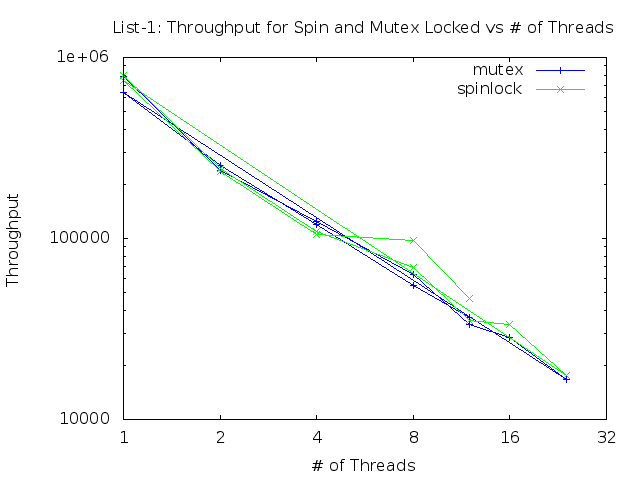 List-1: Throughput for Spin and Mutex Locked vs # of Threads
1e+06
mutex
spinlock
Throughput
100000
10000
1 2 4 8 16 32
# of Threads